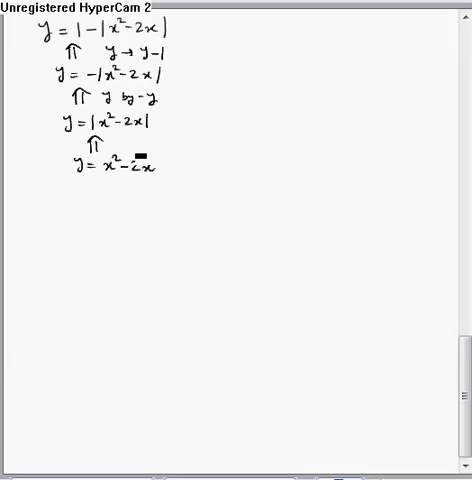 Unregistered HyperCam 2
y = 1 - |x² - 2x|
⇑ y → y-1
y = -|x² - 2x|
⇑ y by -y
y = |x² - 2x|
⇑
y = x² - 2x